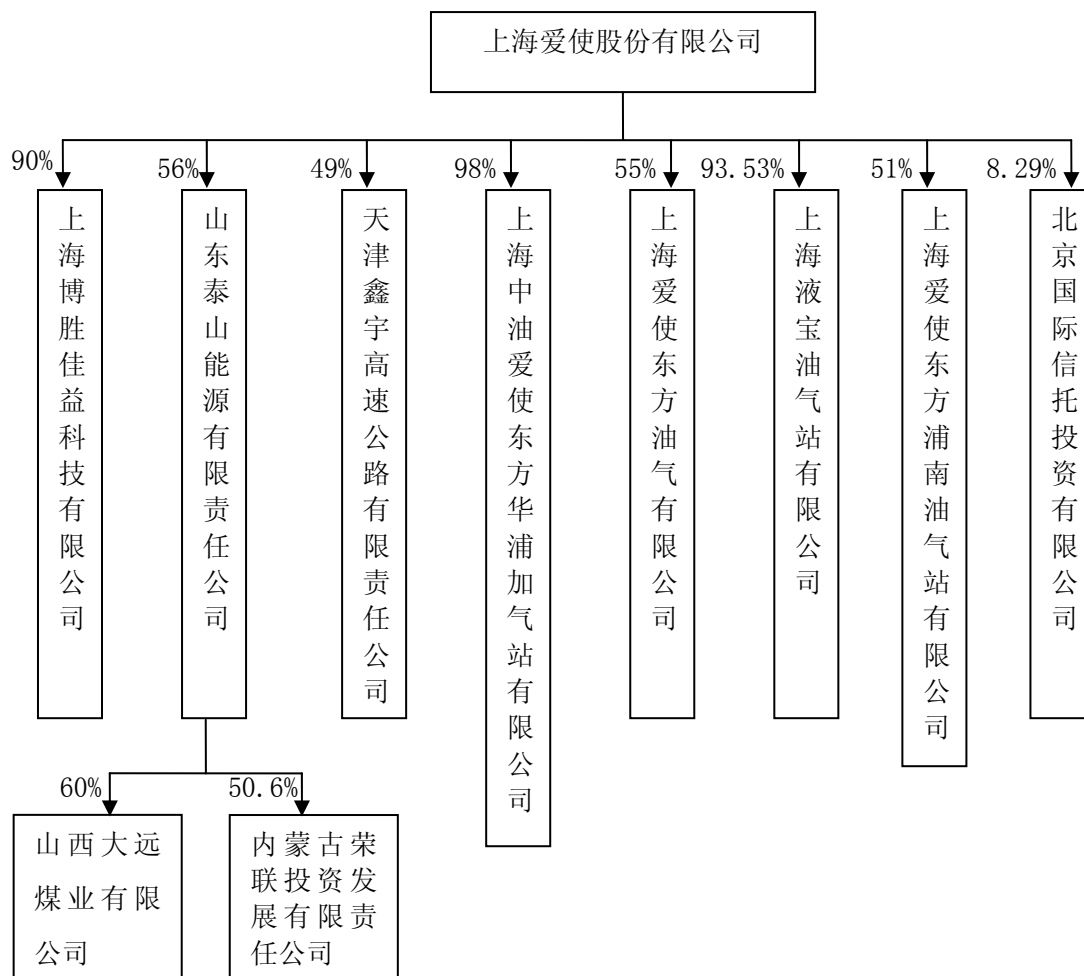 上海爱使股份有限公司
90%
56%
49%
98%
55%
93.53%
51%
8.29%
上海博胜佳益科技有限公司
山东泰山能源有限责任公司
天津鑫宇高速公路有限责任公司
上海中油爱使东方华浦加气站有限公司
上海爱使东方油气有限公司
上海液宝油气站有限公司
上海爱使东方浦南油气站有限公司
北京国际信托投资有限公司
60%
50.6%
山西大远
煤业有限
公司
内蒙古荣
联投资发
展有限责
任公司